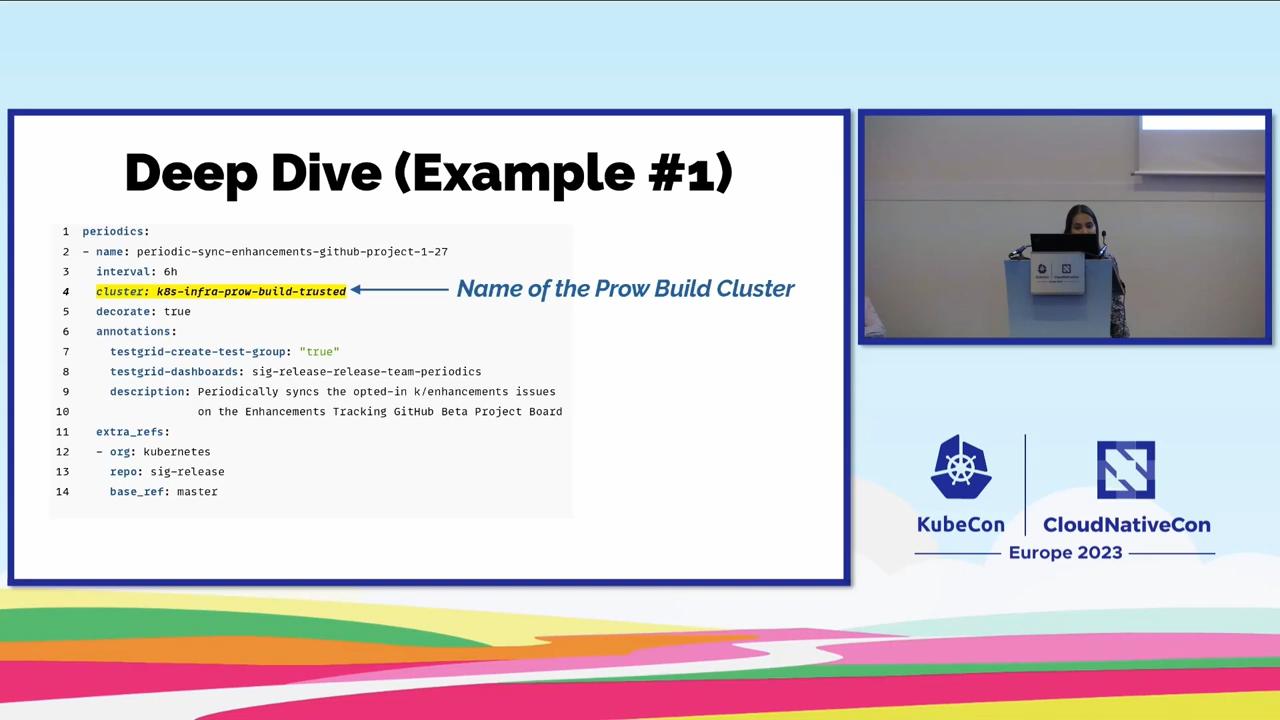 Deep Dive (Example #1)
1 periodics:
2 - name: periodic-sync-enhancements-github-project-1-27
3 interval: 6h
4 cluster: k8s-infra-prow-build-trusted
Name of the Prow Build Cluster
5 decorate: true
6 annotations:
7 testgrid-create-test-group: "true"
8 testgrid-dashboards: sig-release-release-team-periodics
9 description: Periodically syncs the opted-in k/enhancements issues
10 on the Enhancements Tracking GitHub Beta Project Board
11 extra_refs:
12 - org: kubernetes
13 repo: sig-release
14 base_ref: master
KubeCon
CloudNativeCon
Europe 2023